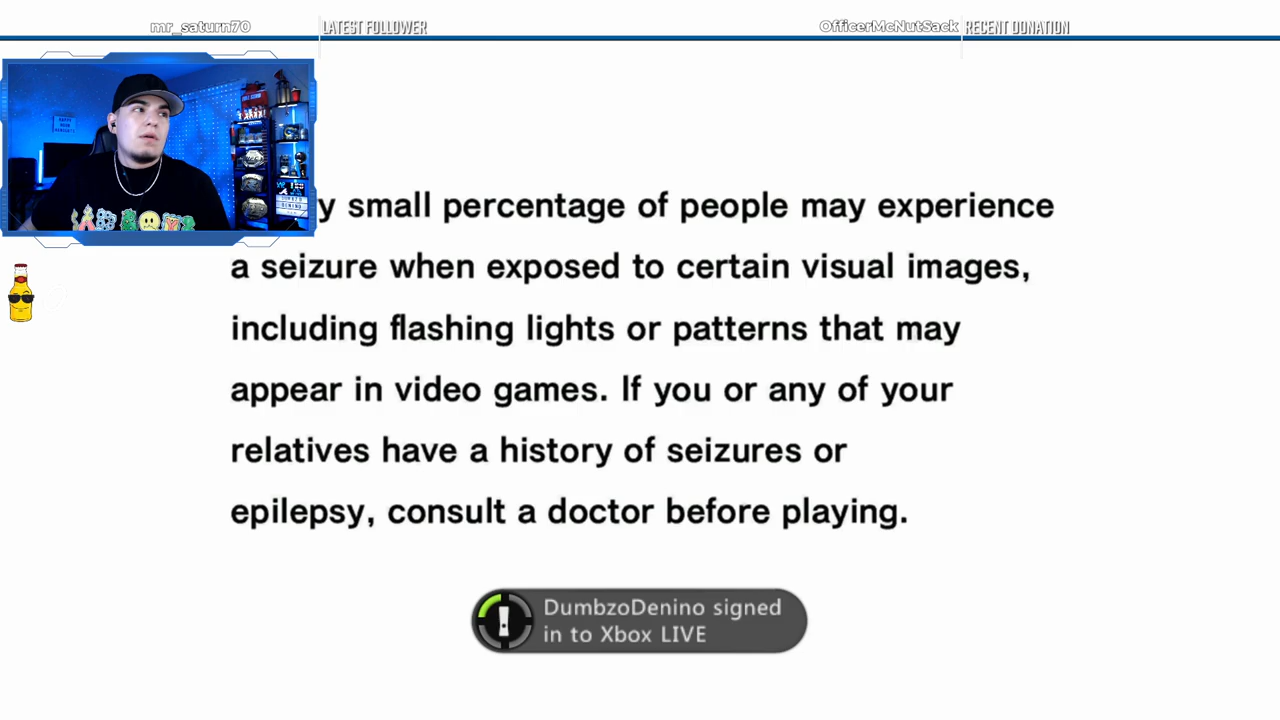 mr_saturn70 LATEST FOLLOWER OfficerMcNutSack RECENT DONATION
y small percentage of people may experience
a seizure when exposed to certain visual images,
including flashing lights or patterns that may
appear in video games. If you or any of your
relatives have a history of seizures or
epilepsy, consult a doctor before playing.
DumbzoDenino signed
in to Xbox LIVE